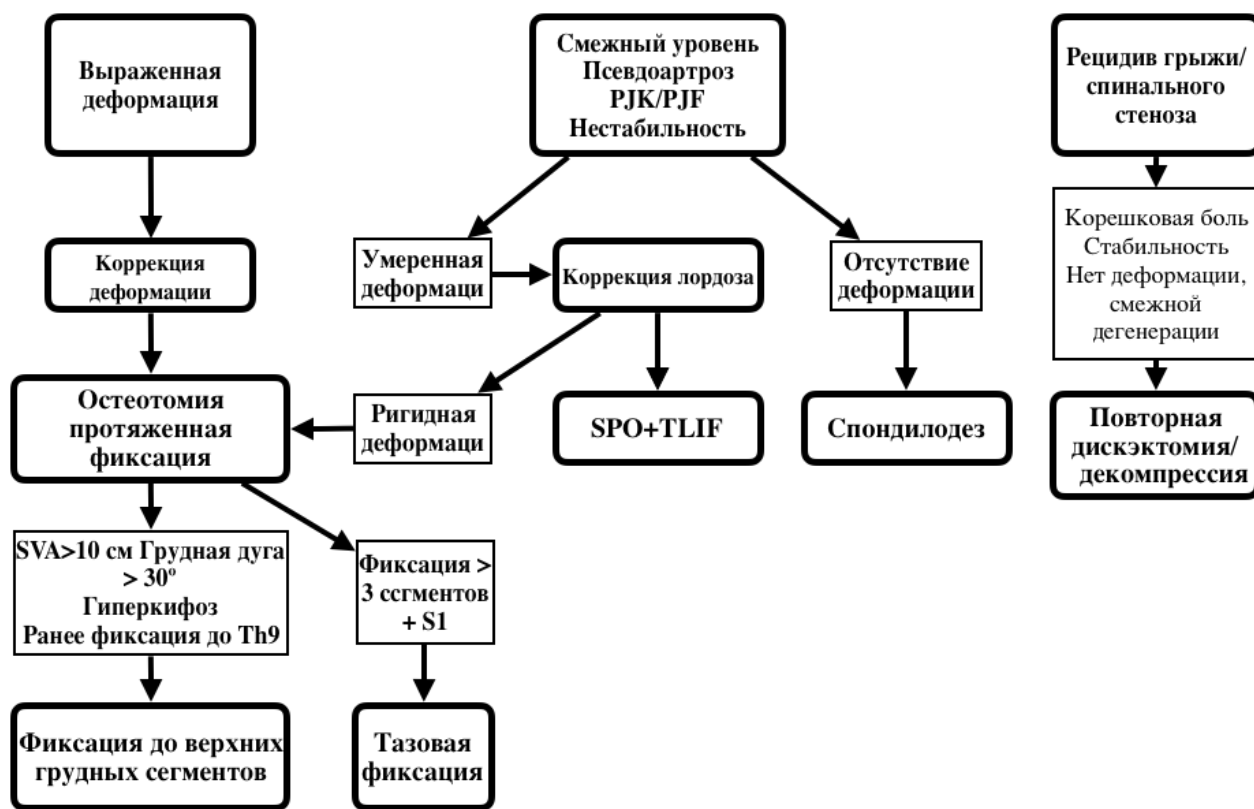 Выраженная
деформация
Смежный уровень
Псевдоартроз
PJK/PJF
Нестабильность
Рецидив грыжи/
спинального
стеноза
Коррекция
деформации
Умеренная
деформаци
Коррекция лордоза
Отсутствие
деформации
Корешковая боль
Стабильность
Нет деформации,
смежной
дегенерации
Остеотомия
протяженная
фиксация
Ригидная
деформаци
SPO+TLIF
Спондилодез
Повторная
дискэктомия/
декомпрессия
SVA>10 см Грудная дуга
> 30º
Гиперкифоз
Ранее фиксация до Th9
Фиксация >
3 ссгментов
+ S1
Фиксация до верхних
грудных сегментов
Тазовая
фиксация